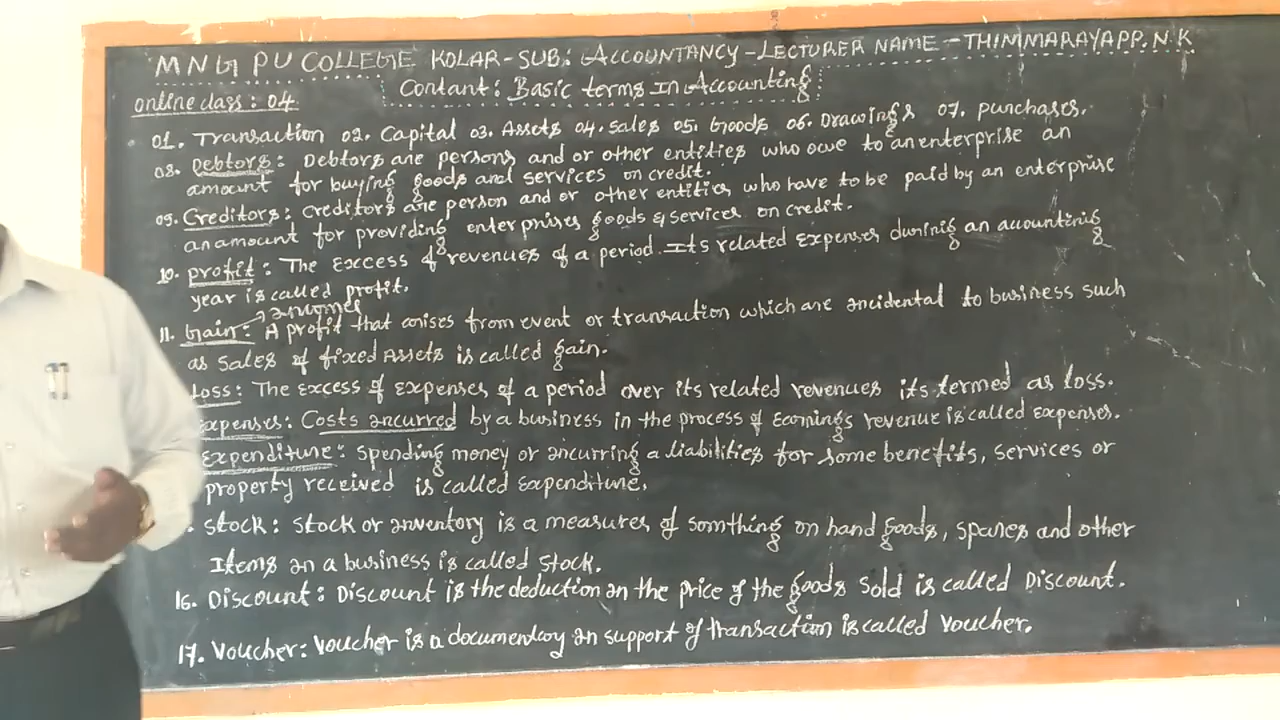 MNG PU COLLEGE KOLAR-SUB: ACCOUNTANCY-LECTURER NAME-THIMMARAYAPP.N.K
Contant: Basic terms In Accounting
online class: 04
01. Transaction 02. Capital 03. Assets 04. Sales 05. Goods 06. Drawings 07. purchases.
08. Debtors: Debtors are persons and or other entities who owe to an enterprise an
amount for buying goods and services on credit.
09. Creditors: Creditors are person and or other entities who have to be paid by an enterprise
an amount for providing enterprises goods & services on credit.
10. profit: The Excess of revenues of a period Its related Expenses during an accounting
year is called profit.
11. Gain: A profit that arises from event or transaction which are incidental to business such
as sales of fixed Assets is called gain.
Loss: The Excess of Expenses of a period over its related revenues its termed as loss.
xpenses: Costs incurred by a business in the process of Earnings revenue is called Expenses.
Expenditure: spending money or incurring a liabilities for some benefits, services or
property received is called Expenditure.
Stock: Stock or inventory is a measures of somthing on hand goods, spares and other
Items in a business is called Stock.
16. Discount: Discount is the deduction in the price of the goods sold is called Discount.
17. Voucher: Voucher is a documentary in support of transaction is called Voucher.